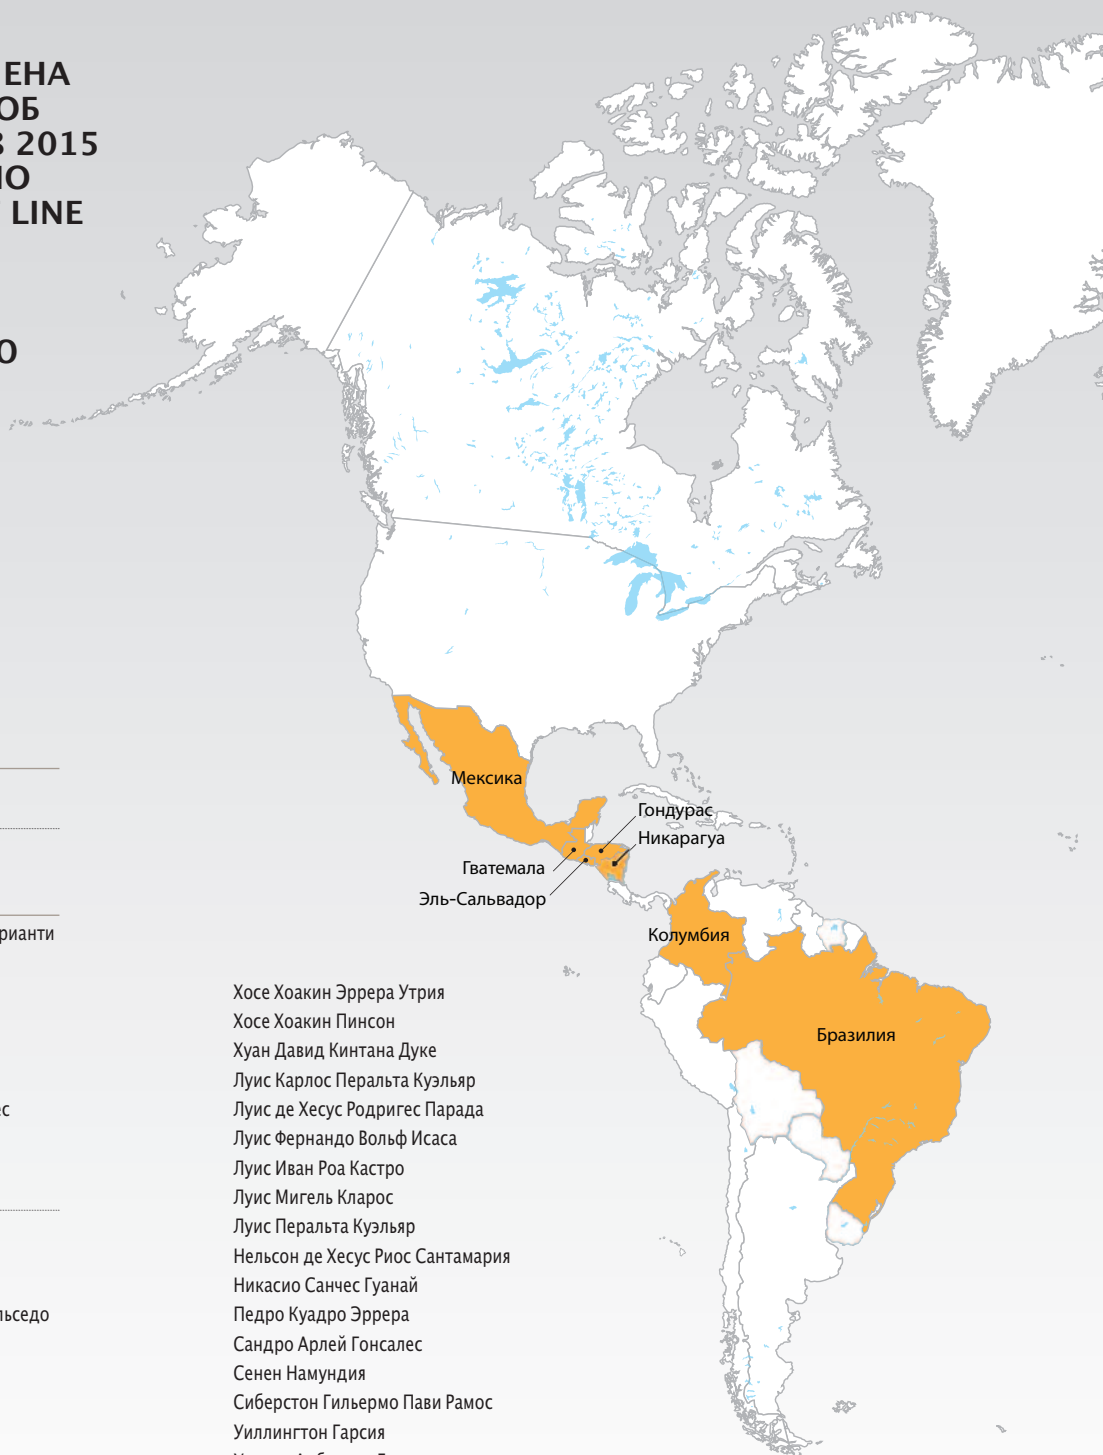 ЕНА
ОБ
В 2015
LINE
рианти
ес
льседо
Хосе Хоакин Эррера Утрия
Хосе Хоакин Пинсон
Хуан Давид Кинтана Дуке
Луис Карлос Перальта Куэльяр
Луис де Хесус Родригес Парада
Луис Фернандо Вольф Исаса
Луис Иван Роа Кастро
Луис Мигель Кларос
Луис Перальта Куэльяр
Нельсон де Хесус Риос Сантамария
Никасио Санчес Гуанай
Педро Куадро Эррера
Сандро Арлей Гонсалес
Сенен Намундия
Сиберстон Гильермо Пави Рамос
Уиллингтон Гарсия
Мексика
Гондурас
Никарагуа
Гватемала
Эль-Сальвадор
Колумбия
Бразилия